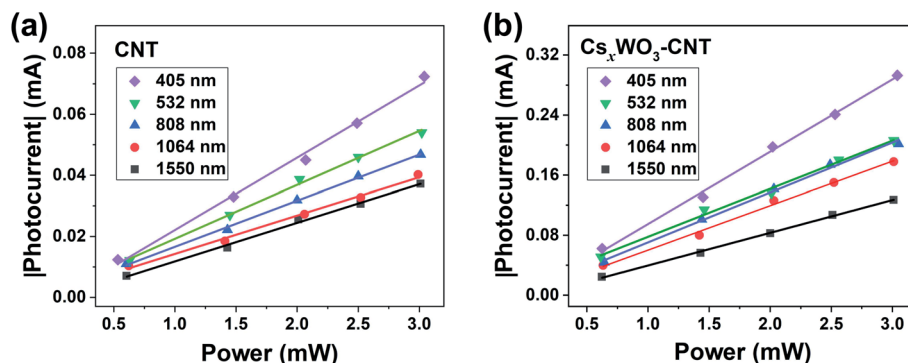 (a)
CNT
405 nm
532 nm
808 nm
1064 nm
1550 nm
|Photocurrent| (mA)
0.08
0.06
0.04
0.02
0.00
0.5 1.0 1.5 2.0 2.5 3.0
Power (mW)
(b)
CsₓWO₃-CNT
405 nm
532 nm
808 nm
1064 nm
1550 nm
|Photocurrent| (mA)
0.32
0.24
0.16
0.08
0.00
0.5 1.0 1.5 2.0 2.5 3.0
Power (mW)